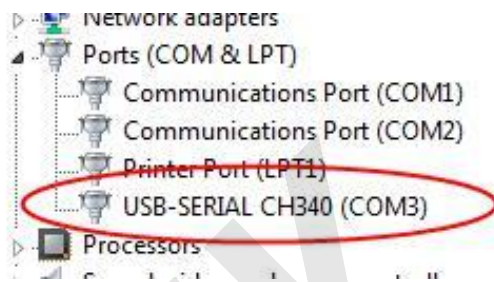 Network adapters
Ports (COM & LPT)
Communications Port (COM1)
Communications Port (COM2)
Printer Port (LPT1)
USB-SERIAL CH340 (COM3)
Processors